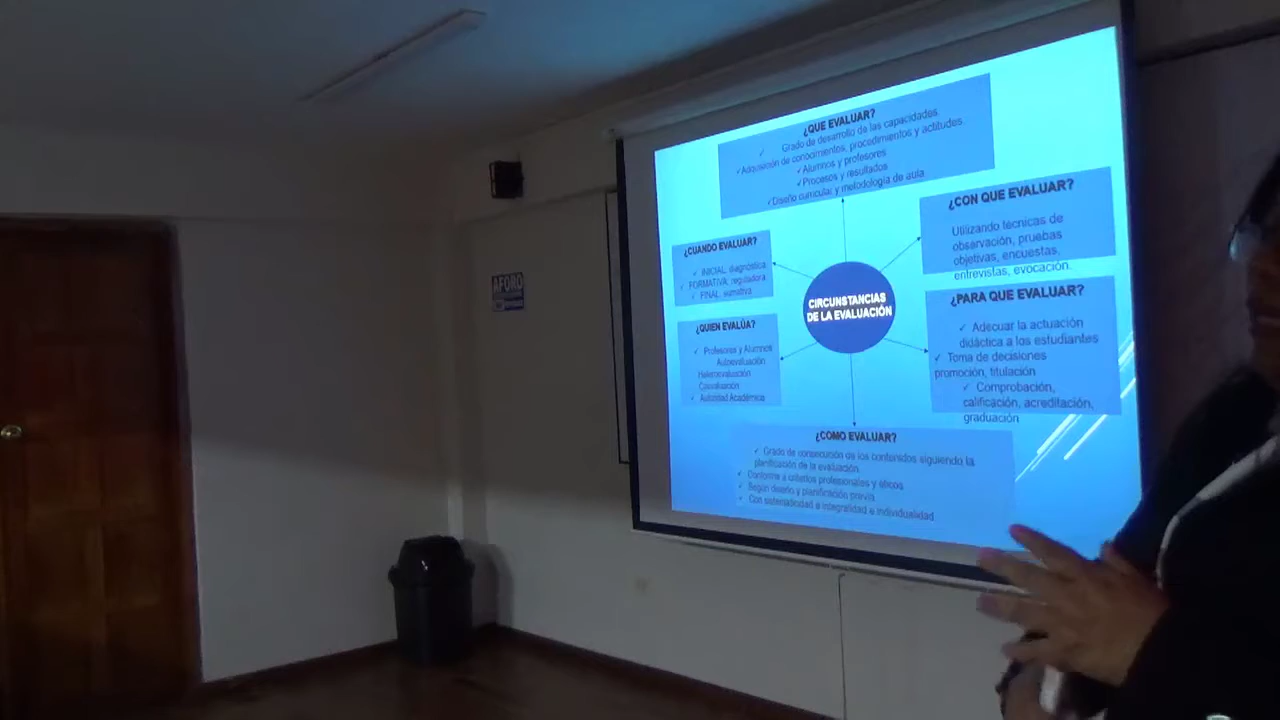 ¿QUE EVALUAR?
✓ Grado de desarrollo de las capacidades.
✓Adquisición de conocimientos, procedimientos y actitudes.
✓Alumnos y profesores
✓Procesos y resultados
✓Diseño curricular y metodología de aula
¿CON QUE EVALUAR?
Utilizando técnicas de
observación, pruebas
objetivas, encuestas,
entrevistas, evocación.
¿CUANDO EVALUAR?
✓ INICIAL: diagnóstica
✓ FORMATIVA: reguladora
✓ FINAL: sumativa
AFORO
CIRCUNSTANCIAS
DE LA EVALUACIÓN
¿PARA QUE EVALUAR?
✓ Adecuar la actuación
didáctica a los estudiantes
✓ Toma de decisiones
promoción, titulación
✓ Comprobación,
calificación, acreditación,
graduación
¿QUIEN EVALÚA?
✓ Profesores y Alumnos
Autoevaluación
Heteroevaluación
Coevaluación
✓ Autoridad Académica
¿COMO EVALUAR?
✓ Grado de consecución de los contenidos siguiendo la
planificación de la evaluación.
✓ Conforme a criterios profesionales y éticos
✓ Según diseño y planificación previa.
✓ Con sistematicidad e integralidad e individualidad